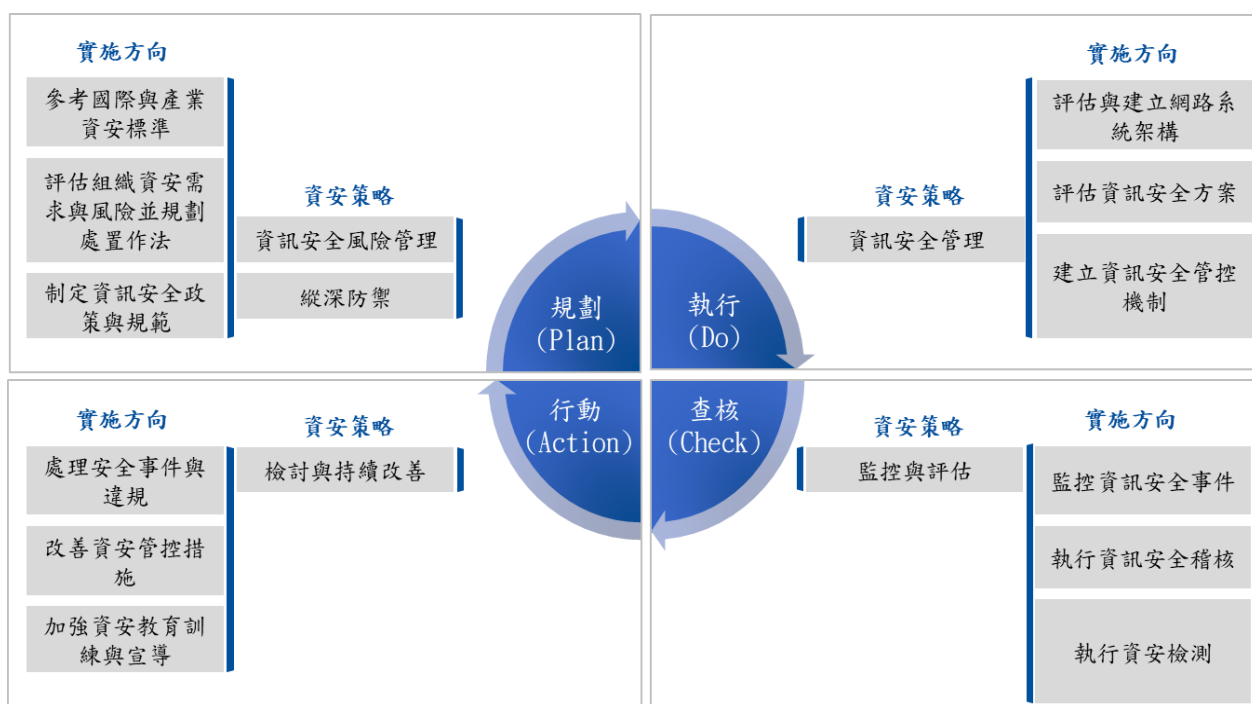 實施方向
參考國際與產業
資安標準
評估組織資安需
求與風險並規劃
處置作法
制定資訊安全政
策與規範
資安策略
資訊安全風險管理
縱深防禦
規劃
(Plan)
執行
(Do)
資安策略
資訊安全管理
實施方向
評估與建立網路系
統架構
評估資訊安全方案
建立資訊安全管控
機制
實施方向
處理安全事件與
違規
改善資安管控措
施
加強資安教育訓
練與宣導
資安策略
檢討與持續改善
行動
(Action)
查核
(Check)
資安策略
監控與評估
實施方向
監控資訊安全事件
執行資訊安全稽核
執行資安檢測